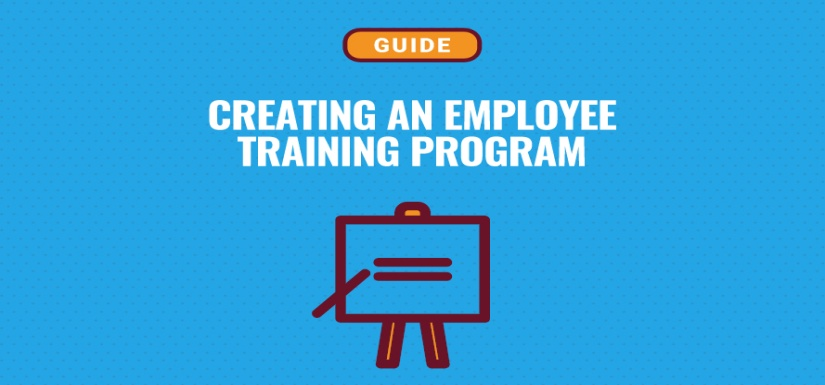 GUIDE
CREATING AN EMPLOYEE
TRAINING PROGRAM